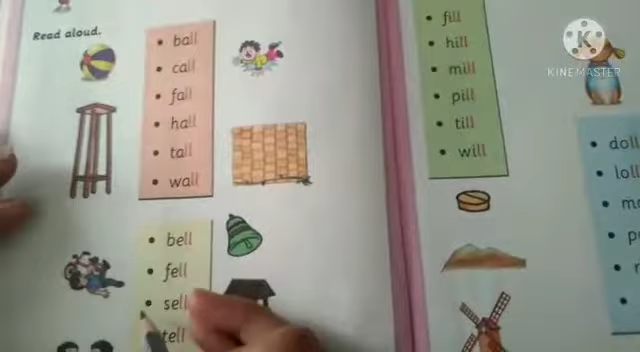 Read aloud.
• ball
• call
• fall
• hall
• tall
• wall
• bell
• fell
• sell
tell
• fill
• hill
• mill
• pill
• till
• will
• doll
K
KINEMASTER